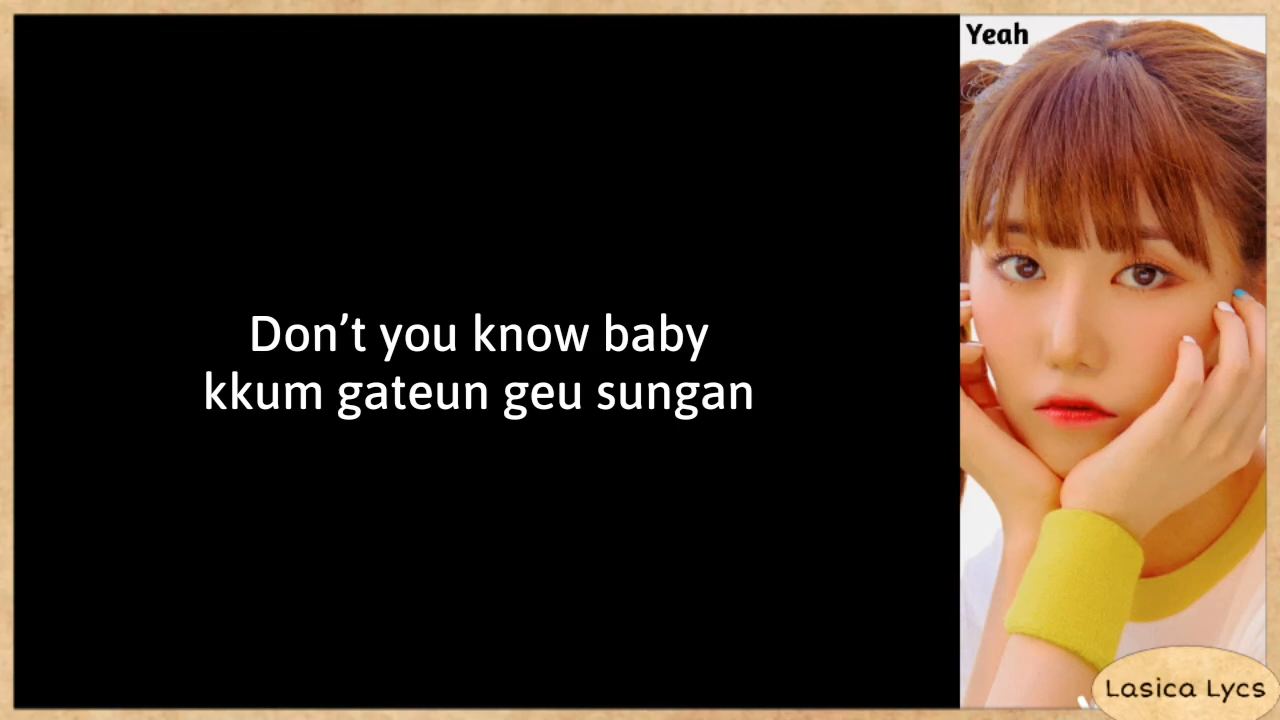 Yeah
Don’t you know baby
kkum gateun geu sungan
Lasica Lycs